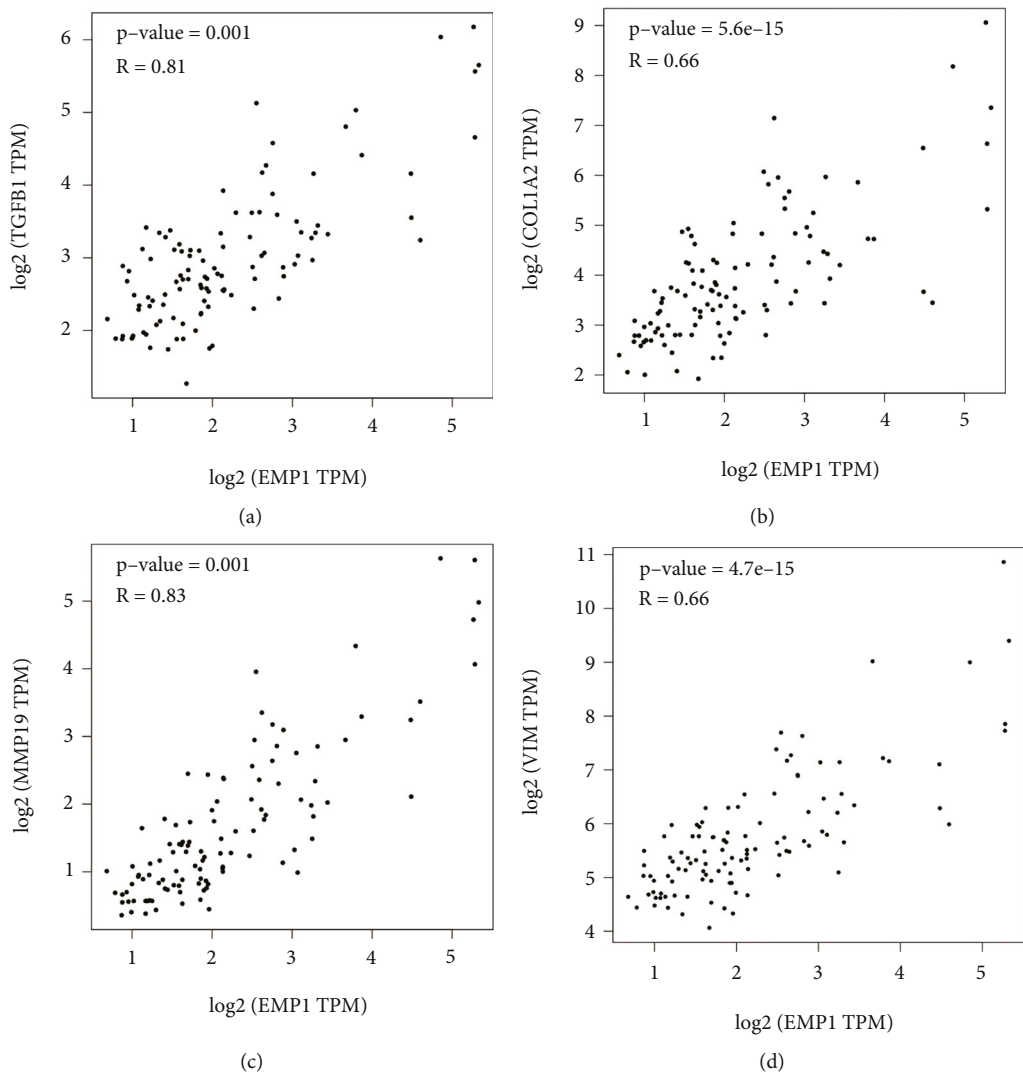 p–value = 0.001
R = 0.81
log2 (TGFB1 TPM)
6
5
4
3
2
1 2 3 4 5
log2 (EMP1 TPM)
(a)
p–value = 5.6e–15
R = 0.66
log2 (COL1A2 TPM)
9
8
7
6
5
4
3
2
1 2 3 4 5
log2 (EMP1 TPM)
(b)
p–value = 0.001
R = 0.83
log2 (MMP19 TPM)
5
4
3
2
1
1 2 3 4 5
log2 (EMP1 TPM)
(c)
p–value = 4.7e–15
R = 0.66
log2 (VIM TPM)
11
10
9
8
7
6
5
4
1 2 3 4 5
log2 (EMP1 TPM)
(d)